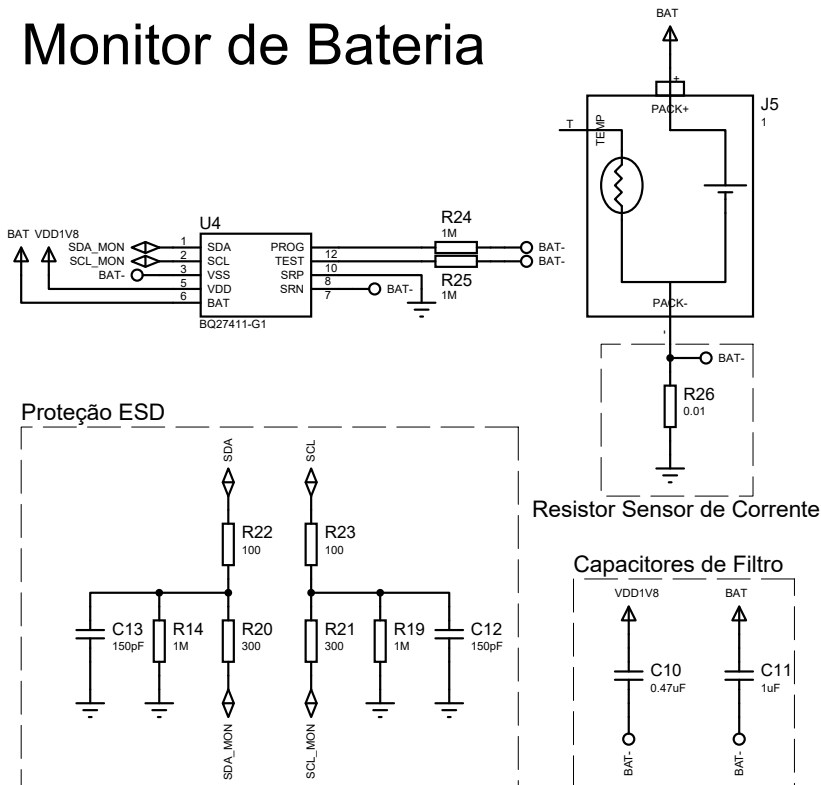 Monitor de Bateria
BAT
PACK+
+
J5
1
T
TEMP
PACK-
-
BAT-
R26
0.01
Resistor Sensor de Corrente
U4
BAT VDD1V8
SDA_MON 1 SDA PROG 12
SCL_MON 2 SCL TEST 10
BAT- 3 VSS SRP 8
5 VDD SRN 7
6 BAT
BQ27411-G1
R24
1M
BAT-
BAT-
R25
1M
BAT-
Proteção ESD
SDA
SCL
R22
100
R23
100
C13
150pF
R14
1M
R20
300
R21
300
R19
1M
C12
150pF
SDA_MON
SCL_MON
Capacitores de Filtro
VDD1V8
BAT
C10
0.47uF
C11
1uF
BAT-
BAT-